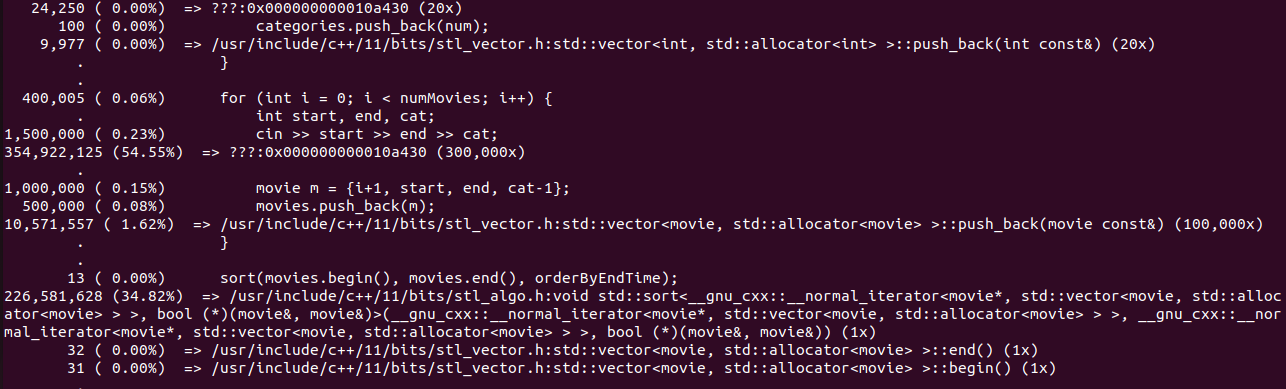 24,250 ( 0.00%)  => ???:0x000000000010a430 (20x)
100 ( 0.00%)          categories.push_back(num);
9,977 ( 0.00%)  => /usr/include/c++/11/bits/stl_vector.h:std::vector<int, std::allocator<int> >::push_back(int const&) (20x)
.                }
.
400,005 ( 0.06%)      for (int i = 0; i < numMovies; i++) {
.                    int start, end, cat;
1,500,000 ( 0.23%)          cin >> start >> end >> cat;
354,922,125 (54.55%)  => ???:0x000000000010a430 (300,000x)
.
1,000,000 ( 0.15%)          movie m = {i+1, start, end, cat-1};
500,000 ( 0.08%)          movies.push_back(m);
10,571,557 ( 1.62%)  => /usr/include/c++/11/bits/stl_vector.h:std::vector<movie, std::allocator<movie> >::push_back(movie const&) (100,000x)
.                }
.
13 ( 0.00%)      sort(movies.begin(), movies.end(), orderByEndTime);
226,581,628 (34.82%)  => /usr/include/c++/11/bits/stl_algo.h:void std::sort<__gnu_cxx::__normal_iterator<movie*, std::vector<movie, std::alloc
ator<movie> > >, bool (*)(movie&, movie&)>(__gnu_cxx::__normal_iterator<movie*, std::vector<movie, std::allocator<movie> > >, __gnu_cxx::__nor
mal_iterator<movie*, std::vector<movie, std::allocator<movie> > >, bool (*)(movie&, movie&)) (1x)
32 ( 0.00%)  => /usr/include/c++/11/bits/stl_vector.h:std::vector<movie, std::allocator<movie> >::end() (1x)
31 ( 0.00%)  => /usr/include/c++/11/bits/stl_vector.h:std::vector<movie, std::allocator<movie> >::begin() (1x)
.